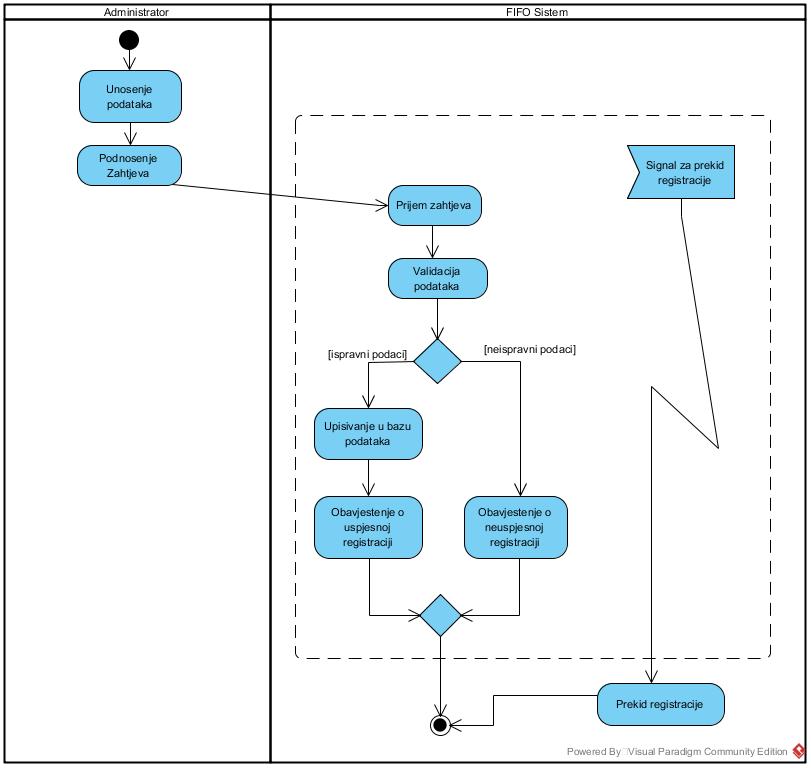 Administrator
FIFO Sistem
Unosenje
podataka
Podnosenje
Zahtjeva
Signal za prekid
registracije
Prijem zahtjeva
Validacija
podataka
[ispravni podaci]
[neispravni podaci]
Upisivanje u bazu
podataka
Obavjestenje o
uspjesnoj
registraciji
Obavjestenje o
neuspjesnoj
registraciji
Prekid registracije
Powered By Visual Paradigm Community Edition